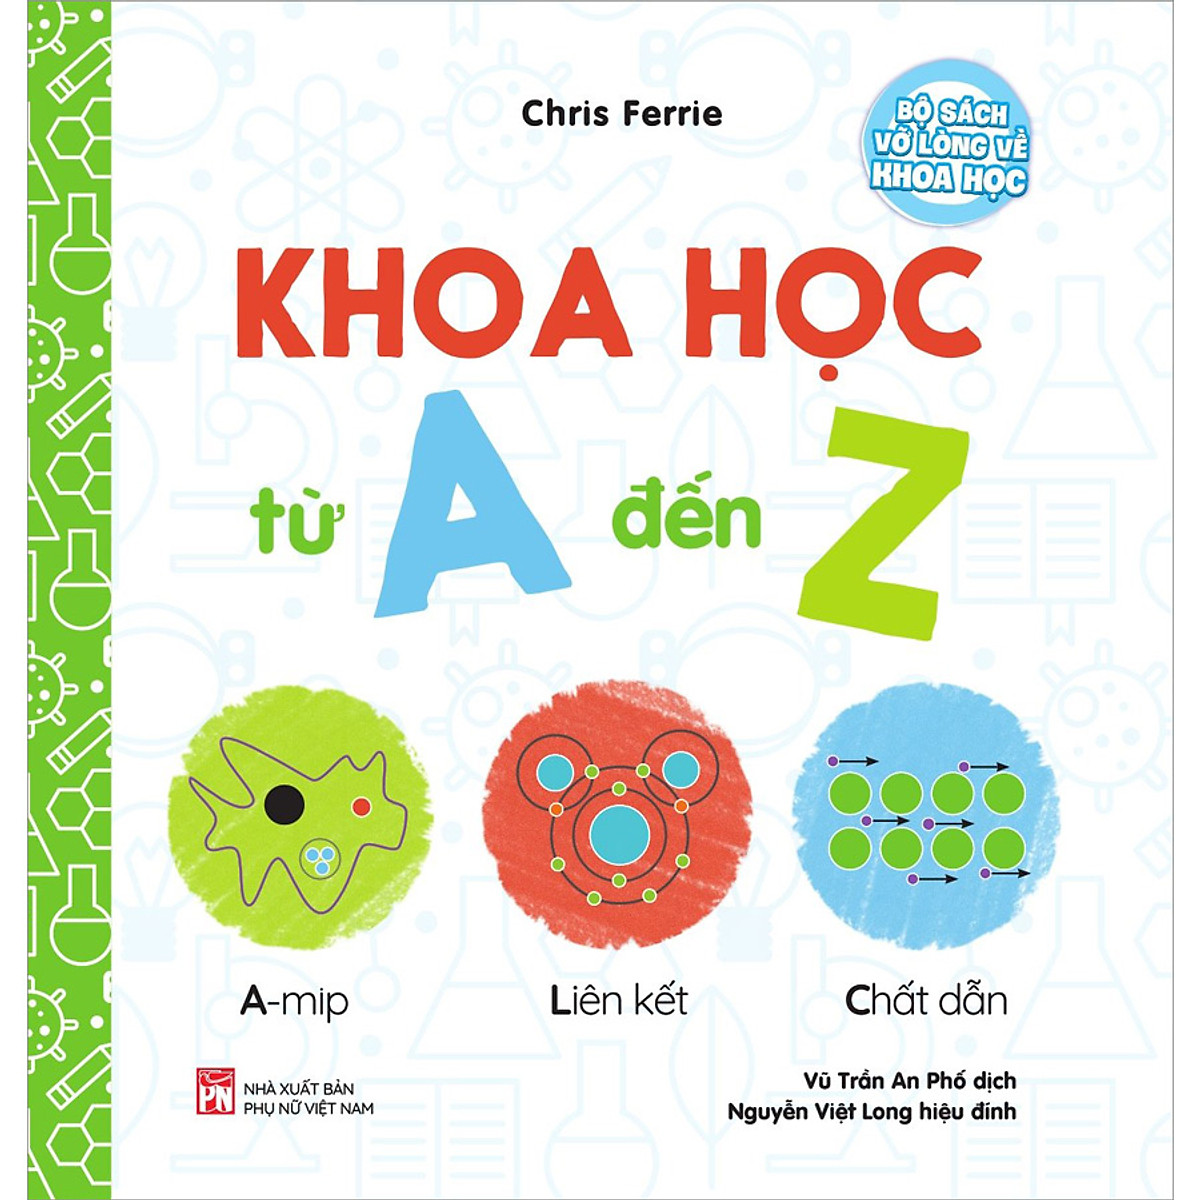 Chris Ferrie
BỘ SÁCH
VỠ LÒNG VỀ
KHOA HỌC
KHOA HỌC
từ A đến Z
A-mip
Liên kết
Chất dẫn
PN
NHÀ XUẤT BẢN
PHỤ NỮ VIỆT NAM
Vũ Trần An Phố dịch
Nguyễn Việt Long hiệu đính